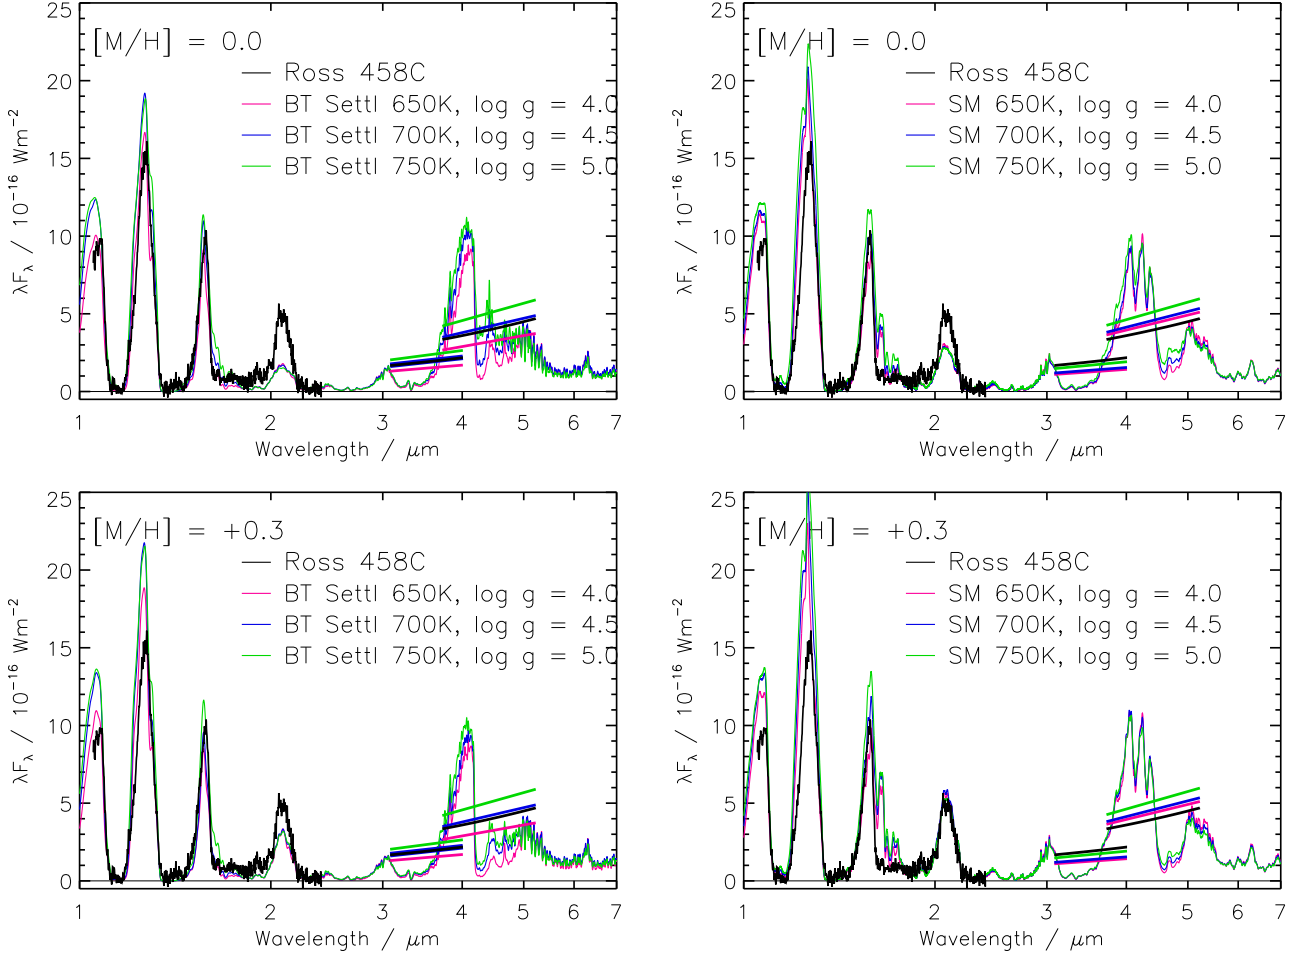 25
20
15
10
5
0
λFλ / 10−16 Wm−2
[M/H] = 0.0
Ross 458C
BT Settl 650K, log g = 4.0
BT Settl 700K, log g = 4.5
BT Settl 750K, log g = 5.0
1 2 3 4 5 6 7
Wavelength / μm
25
20
15
10
5
0
λFλ / 10−16 Wm−2
[M/H] = 0.0
Ross 458C
SM 650K, log g = 4.0
SM 700K, log g = 4.5
SM 750K, log g = 5.0
1 2 3 4 5 6 7
Wavelength / μm
25
20
15
10
5
0
λFλ / 10−16 Wm−2
[M/H] = +0.3
Ross 458C
BT Settl 650K, log g = 4.0
BT Settl 700K, log g = 4.5
BT Settl 750K, log g = 5.0
1 2 3 4 5 6 7
Wavelength / μm
25
20
15
10
5
0
λFλ / 10−16 Wm−2
[M/H] = +0.3
Ross 458C
SM 650K, log g = 4.0
SM 700K, log g = 4.5
SM 750K, log g = 5.0
1 2 3 4 5 6 7
Wavelength / μm